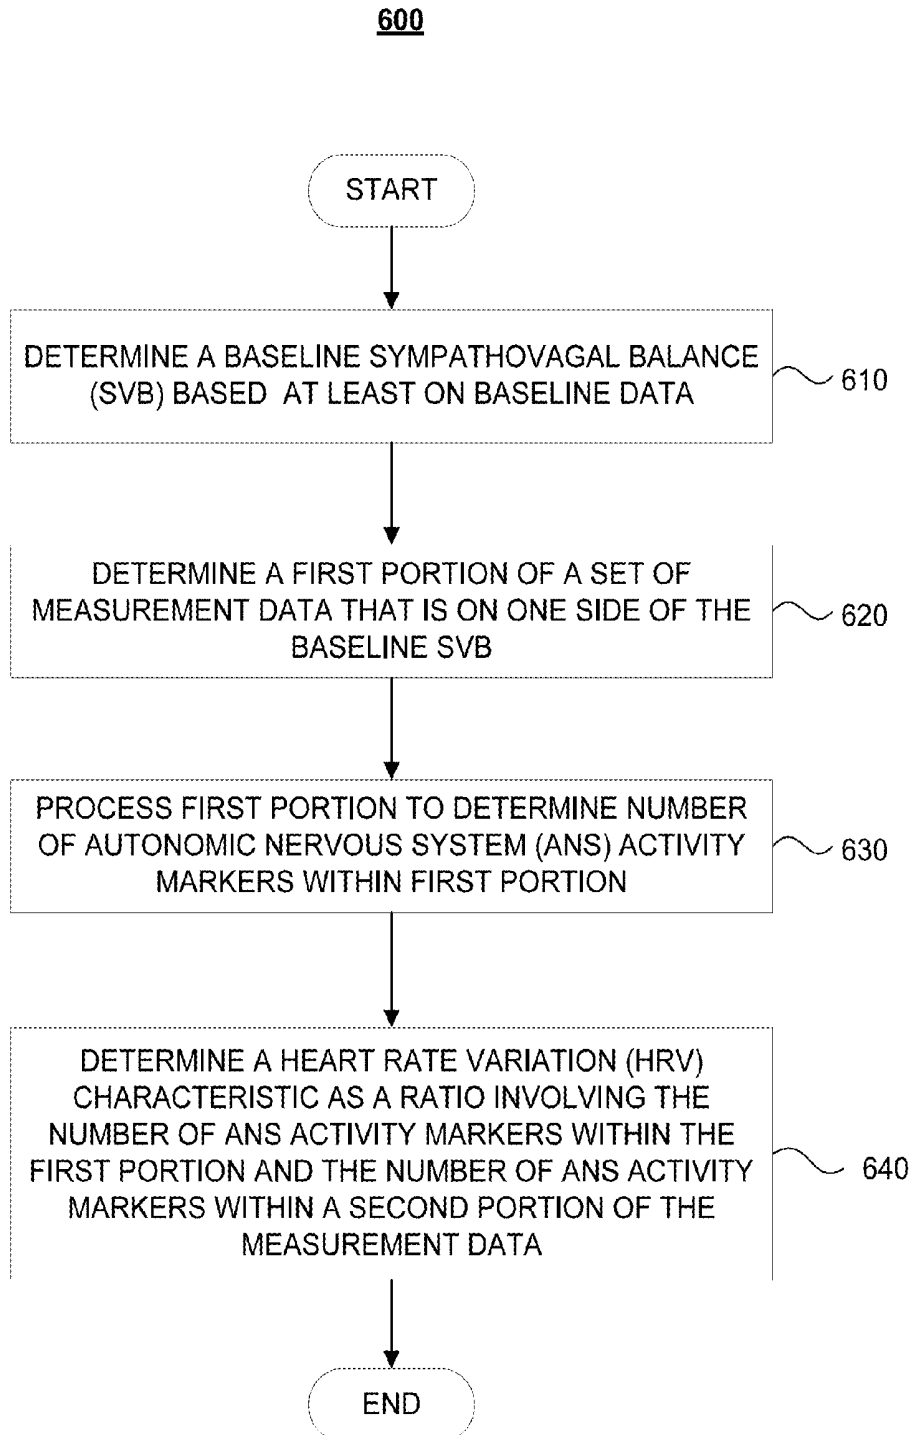 600
START
DETERMINE A BASELINE SYMPATHOVAGAL BALANCE
(SVB) BASED AT LEAST ON BASELINE DATA
610
DETERMINE A FIRST PORTION OF A SET OF
MEASUREMENT DATA THAT IS ON ONE SIDE OF THE
BASELINE SVB
620
PROCESS FIRST PORTION TO DETERMINE NUMBER
OF AUTONOMIC NERVOUS SYSTEM (ANS) ACTIVITY
MARKERS WITHIN FIRST PORTION
630
DETERMINE A HEART RATE VARIATION (HRV)
CHARACTERISTIC AS A RATIO INVOLVING THE
NUMBER OF ANS ACTIVITY MARKERS WITHIN THE
FIRST PORTION AND THE NUMBER OF ANS ACTIVITY
MARKERS WITHIN A SECOND PORTION OF THE
MEASUREMENT DATA
640
END